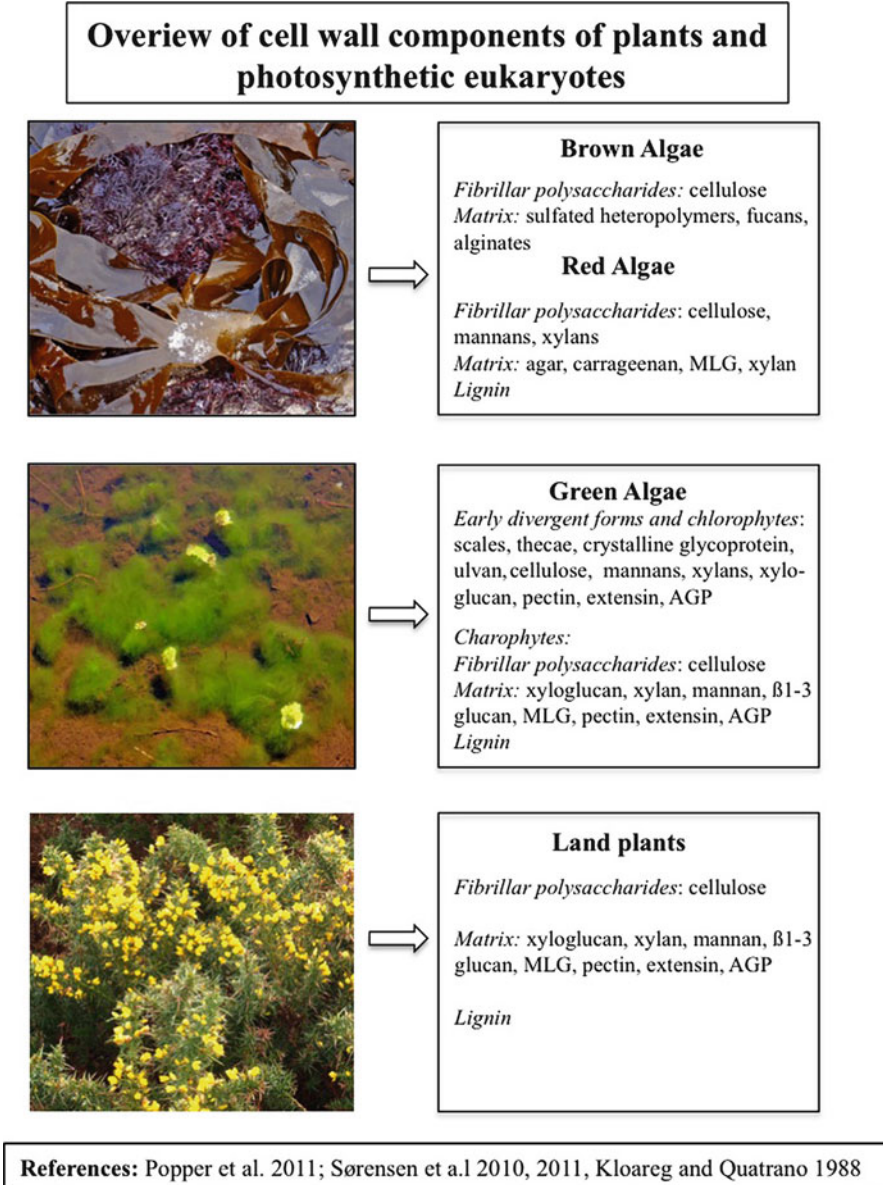 Overiew of cell wall components of plants and
photosynthetic eukaryotes
Brown Algae
Fibrillar polysaccharides: cellulose
Matrix: sulfated heteropolymers, fucans,
alginates
Red Algae
Fibrillar polysaccharides: cellulose,
mannans, xylans
Matrix: agar, carrageenan, MLG, xylan
Lignin
Green Algae
Early divergent forms and chlorophytes:
scales, thecae, crystalline glycoprotein,
ulvan, cellulose, mannans, xylans, xylo-
glucan, pectin, extensin, AGP
Charophytes:
Fibrillar polysaccharides: cellulose
Matrix: xyloglucan, xylan, mannan, ß1-3
glucan, MLG, pectin, extensin, AGP
Lignin
Land plants
Fibrillar polysaccharides: cellulose
Matrix: xyloglucan, xylan, mannan, ß1-3
glucan, MLG, pectin, extensin, AGP
Lignin
References: Popper et al. 2011; Sørensen et a.l 2010, 2011, Kloareg and Quatrano 1988